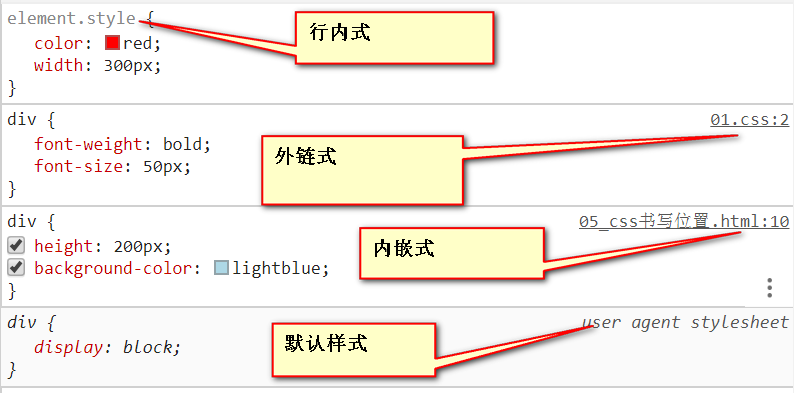 element.style {
行内式
color: red;
width: 300px;
}
div {
01.css:2
font-weight: bold;
外链式
font-size: 50px;
}
div {
05_css书写位置.html:10
height: 200px;
内嵌式
background-color: lightblue;
}
div {
user agent stylesheet
默认样式
display: block;
}